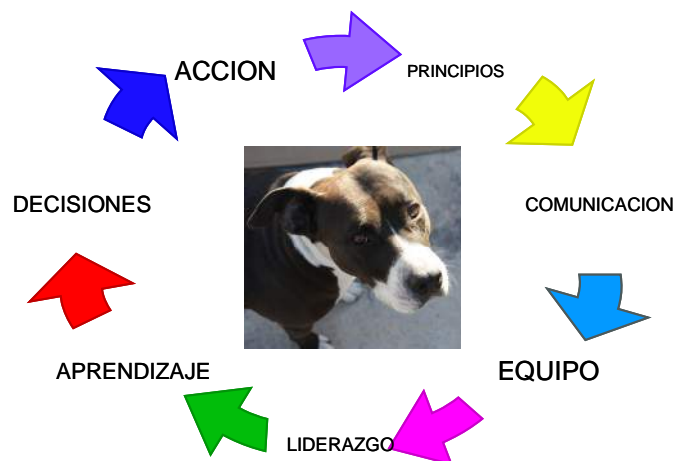 ACCION
PRINCIPIOS
DECISIONES
COMUNICACION
APRENDIZAJE
EQUIPO
LIDERAZGO